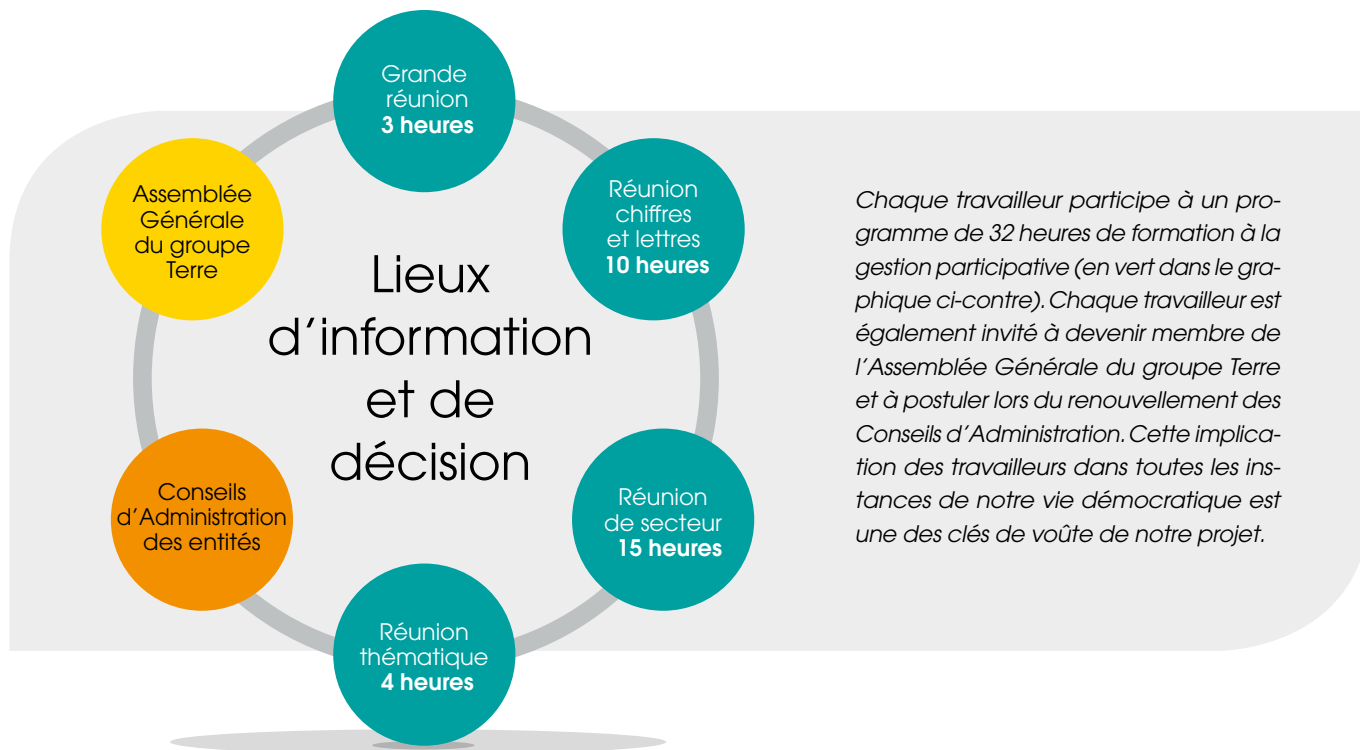 Grande
réunion
3 heures
Réunion
chiffres
et lettres
10 heures
Réunion
de secteur
15 heures
Réunion
thématique
4 heures
Conseils
d'Administration
des entités
Assemblée
Générale
du groupe
Terre
Lieux
d'information
et de
décision
Chaque travailleur participe à un pro-
gramme de 32 heures de formation à la
gestion participative (en vert dans le gra-
phique ci-contre). Chaque travailleur est
également invité à devenir membre de
l'Assemblée Générale du groupe Terre
et à postuler lors du renouvellement des
Conseils d'Administration. Cette implica-
tion des travailleurs dans toutes les ins-
tances de notre vie démocratique est
une des clés de voûte de notre projet.